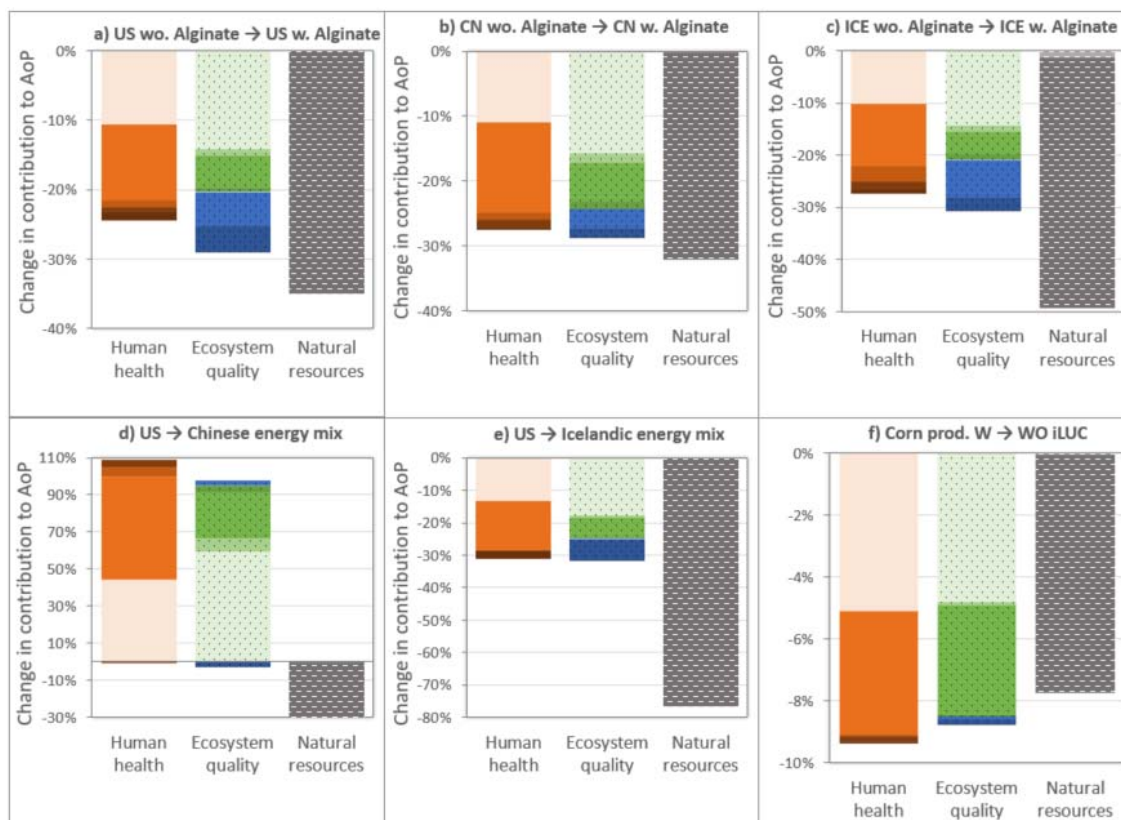 a) US wo. Alginate → US w. Alginate
Change in contribution to AoP
0%
-10%
-20%
-30%
-40%
Human health
Ecosystem quality
Natural resources
b) CN wo. Alginate → CN w. Alginate
Change in contribution to AoP
0%
-10%
-20%
-30%
-40%
Human health
Ecosystem quality
Natural resources
c) ICE wo. Alginate → ICE w. Alginate
Change in contribution to AoP
0%
-10%
-20%
-30%
-40%
-50%
Human health
Ecosystem quality
Natural resources
d) US → Chinese energy mix
Change in contribution to AoP
110%
90%
70%
50%
30%
10%
-10%
-30%
Human health
Ecosystem quality
Natural resources
e) US → Icelandic energy mix
Change in contribution to AoP
0%
-10%
-20%
-30%
-40%
-50%
-60%
-70%
-80%
Human health
Ecosystem quality
Natural resources
f) Corn prod. W → WO iLUC
Change in contribution to AoP
0%
-2%
-4%
-6%
-8%
-10%
Human health
Ecosystem quality
Natural resources